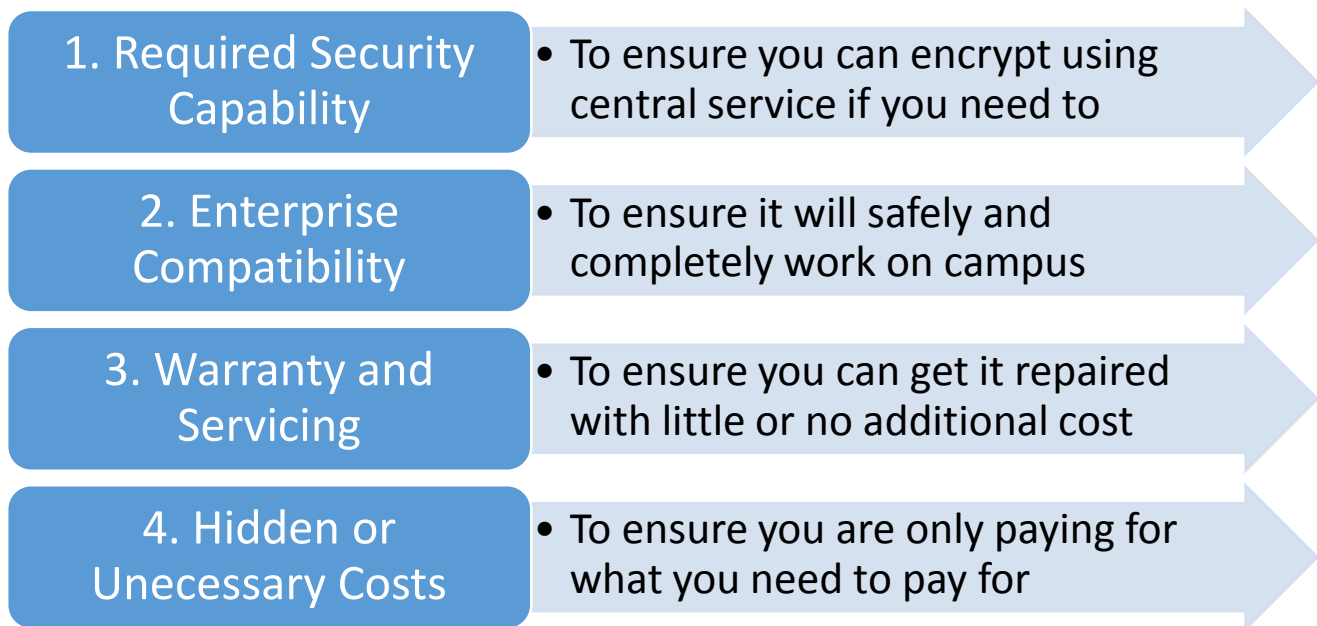 1. Required Security
Capability
• To ensure you can encrypt using
central service if you need to
2. Enterprise
Compatibility
• To ensure it will safely and
completely work on campus
3. Warranty and
Servicing
• To ensure you can get it repaired
with little or no additional cost
4. Hidden or
Unecessary Costs
• To ensure you are only paying for
what you need to pay for